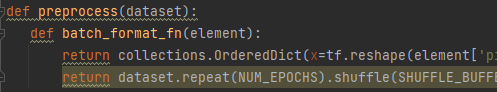 def preprocess(dataset):
def batch_format_fn(element):
return collections.OrderedDict(x=tf.reshape(element['pi
return dataset.repeat(NUM_EPOCHS).shuffle(SHUFFLE_BUFFE